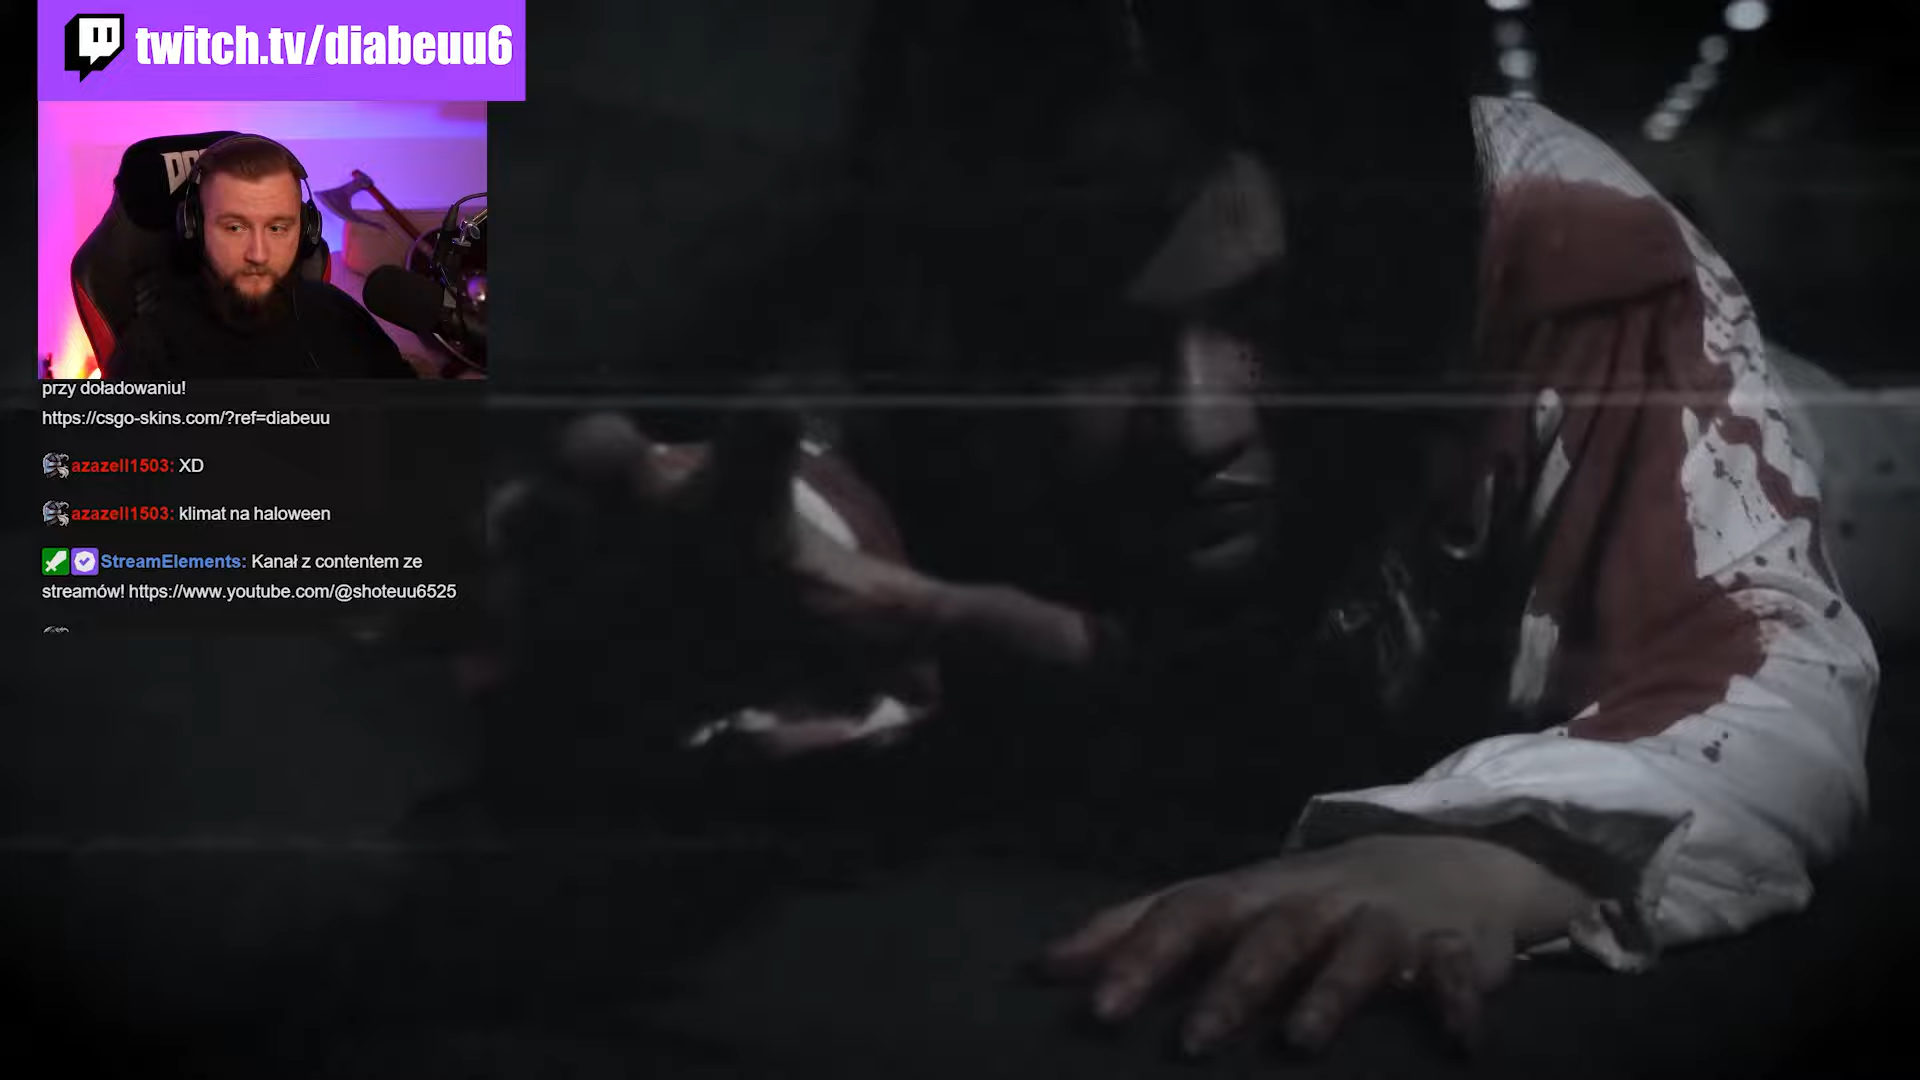 twitch.tv/diabeuu6
przy doładowaniu!
https://csgo-skins.com/?ref=diabeuu
azazell1503: XD
azazell1503: klimat na haloween
StreamElements: Kanał z contentem ze
streamów! https://www.youtube.com/@shoteuu6525